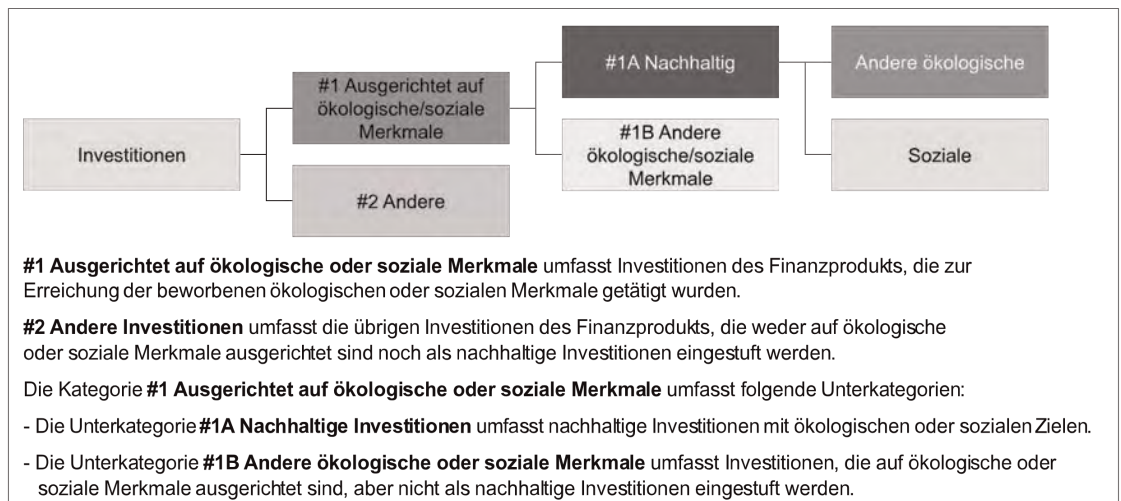 #1A Nachhaltig
Andere ökologische
#1 Ausgerichtet auf
ökologische/soziale
Merkmale
#1B Andere
ökologische/soziale
Merkmale
Investitionen
Soziale
#2 Andere
#1 Ausgerichtet auf ökologische oder soziale Merkmale umfasst Investitionen des Finanzprodukts, die zur
Erreichung der beworbenen ökologischen oder sozialen Merkmale getätigt wurden.
#2 Andere Investitionen umfasst die übrigen Investitionen des Finanzprodukts, die weder auf ökologische
oder soziale Merkmale ausgerichtet sind noch als nachhaltige Investitionen eingestuft werden.
Die Kategorie #1 Ausgerichtet auf ökologische oder soziale Merkmale umfasst folgende Unterkategorien:
- Die Unterkategorie #1A Nachhaltige Investitionen umfasst nachhaltige Investitionen mit ökologischen oder sozialen Zielen.
- Die Unterkategorie #1B Andere ökologische oder soziale Merkmale umfasst Investitionen, die auf ökologische oder
soziale Merkmale ausgerichtet sind, aber nicht als nachhaltige Investitionen eingestuft werden.